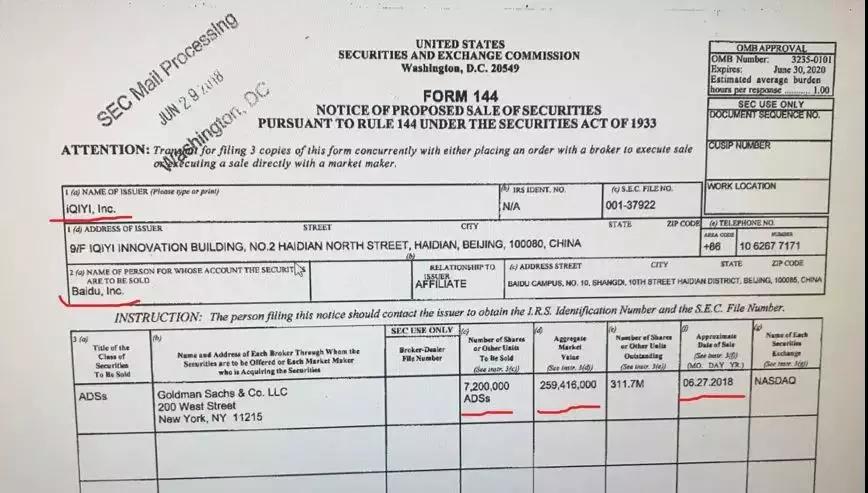 SEC Mail Processing
JUN 29 2018
Washington, DC
UNITED STATES
SECURITIES AND EXCHANGE COMMISSION
Washington, D.C. 20549
FORM 144
NOTICE OF PROPOSED SALE OF SECURITIES
PURSUANT TO RULE 144 UNDER THE SECURITIES ACT OF 1933
OMB APPROVAL
OMB Number: 3235-0101
Expires: June 30, 2020
Estimated average burden
hours per response ........... 1.00
SEC USE ONLY
DOCUMENT SEQUENCE NO.
CUSIP NUMBER
WORK LOCATION
ATTENTION: Transmit for filing 3 copies of this form concurrently with either placing an order with a broker to execute sale
or executing a sale directly with a market maker.
1 (a) NAME OF ISSUER (Please type or print)
(b) IRS IDENT. NO.
(c) S.E.C. FILE NO.
iQIYI, Inc.
N/A
001-37922
1 (d) ADDRESS OF ISSUER STREET CITY STATE ZIP CODE
(e) TELEPHONE NO.
AREA CODE NUMBER
9/F IQIYI INNOVATION BUILDING, NO.2 HAIDIAN NORTH STREET, HAIDIAN, BEIJING, 100080, CHINA
+86 10 6267 7171
2 (a) NAME OF PERSON FOR WHOSE ACCOUNT THE SECURITIES
ARE TO BE SOLD
Baidu, Inc.
(b)
RELATIONSHIP TO
ISSUER
AFFILIATE
(c) ADDRESS STREET CITY STATE ZIP CODE
BAIDU CAMPUS, NO. 10, SHANGDI, 10TH STREET HAIDIAN DISTRICT, BEIJING, 100085, CHINA
INSTRUCTION: The person filing this notice should contact the issuer to obtain the I.R.S. Identification Number and the S.E.C. File Number.
3 (a)
Title of the
Class of
Securities
To Be Sold
(b)
Name and Address of Each Broker Through Whom the
Securities are to be Offered or Each Market Maker
who is Acquiring the Securities
SEC USE ONLY
Broker-Dealer
File Number
(c)
Number of Shares
or Other Units
To Be Sold
(See instr. 3(c))
(d)
Aggregate
Market
Value
(See instr. 3(d))
(e)
Number of Shares
or Other Units
Outstanding
(See instr. 3(e))
(f)
Approximate
Date of Sale
(See instr. 3(f))
(MO. DAY YR.)
(g)
Name of Each
Securities
Exchange
(See instr. 3(g))
ADSs
Goldman Sachs & Co. LLC
200 West Street
New York, NY 11215
7,200,000
ADSs
259,416,000
311.7M
06.27.2018
NASDAQ